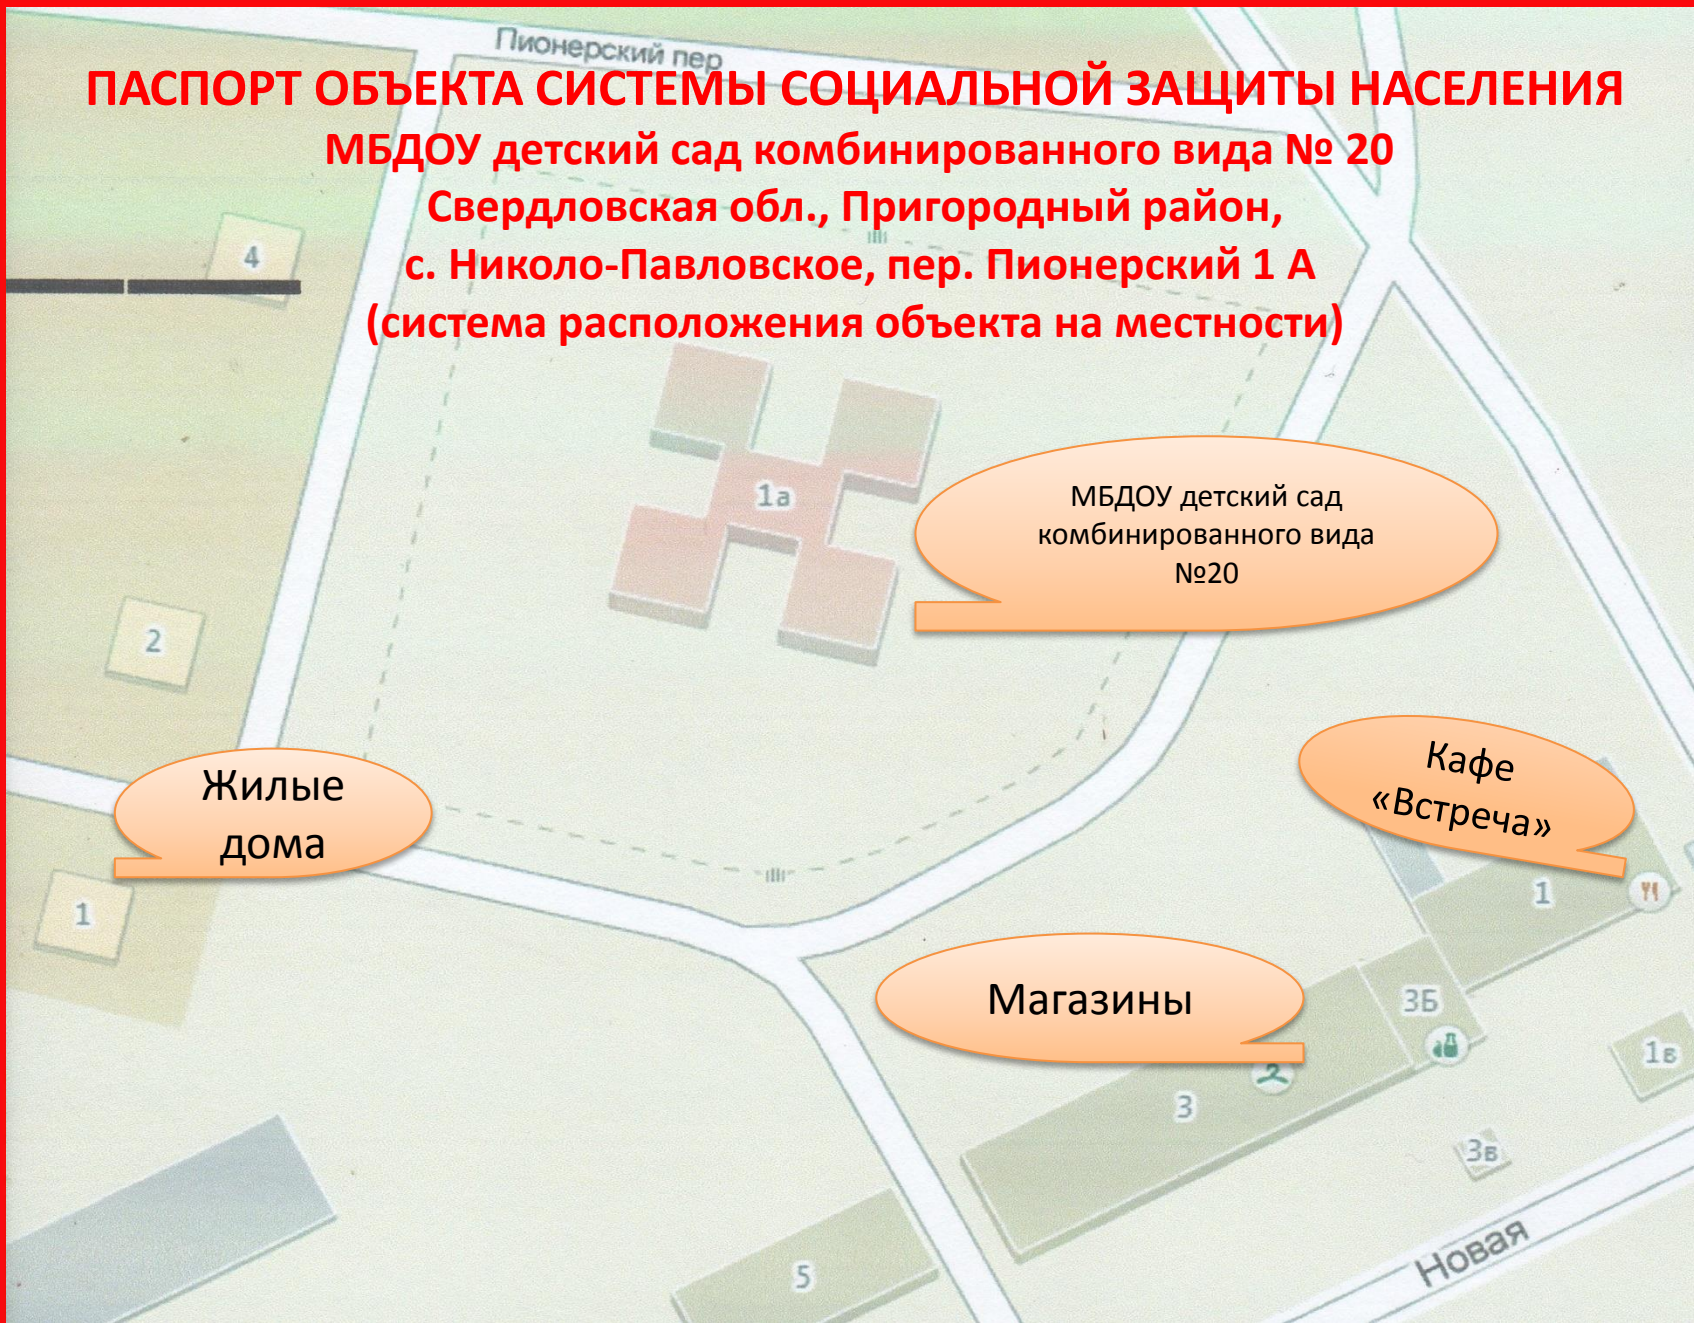 Пионерский пер
ПАСПОРТ ОБЪЕКТА СИСТЕМЫ СОЦИАЛЬНОЙ ЗАЩИТЫ НАСЕЛЕНИЯ
МБДОУ детский сад комбинированного вида № 20
Свердловская обл., Пригородный район,
с. Николо-Павловское, пер. Пионерский 1 А
(система расположения объекта на местности)
4
1а
МБДОУ детский сад
комбинированного вида
№20
2
Жилые
дома
Кафе
«Встреча»
1
1
Магазины
3Б
1в
3
3в
Новая
5